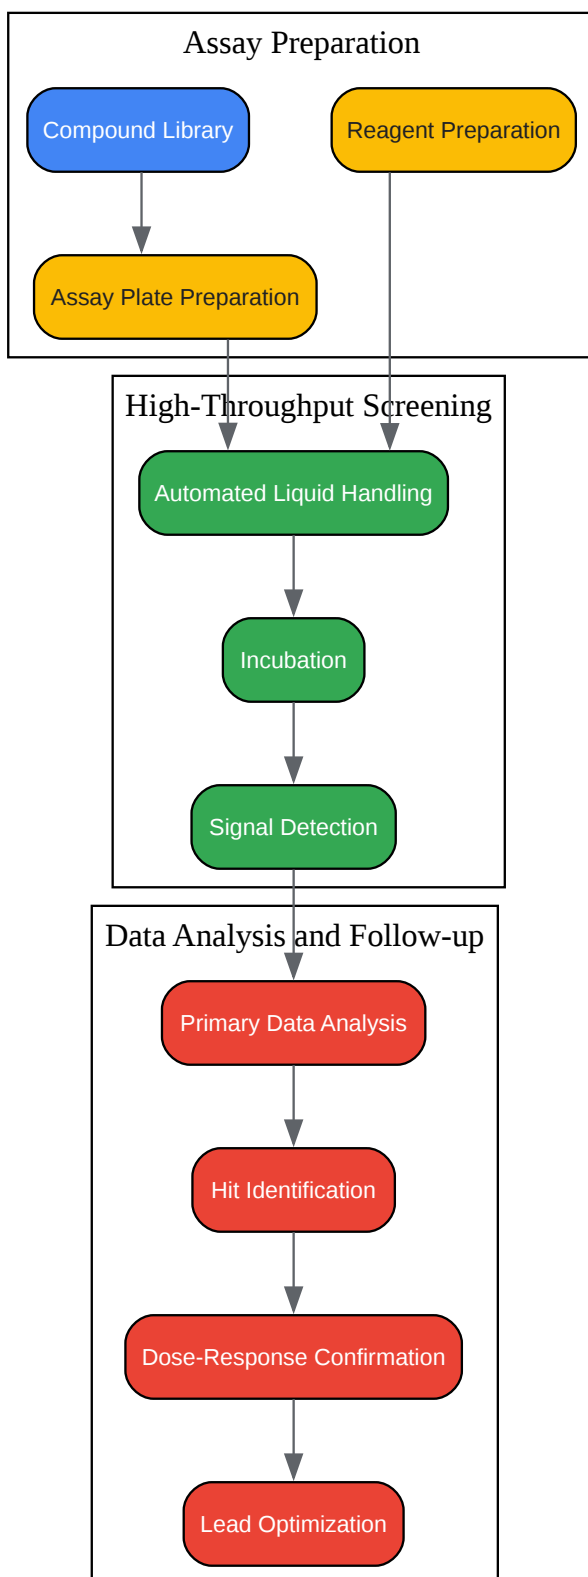 Assay Preparation
Compound Library
Reagent Preparation
Assay Plate Preparation
High-Throughput Screening
Automated Liquid Handling
Incubation
Signal Detection
Data Analysis and Follow-up
Primary Data Analysis
Hit Identification
Dose-Response Confirmation
Lead Optimization